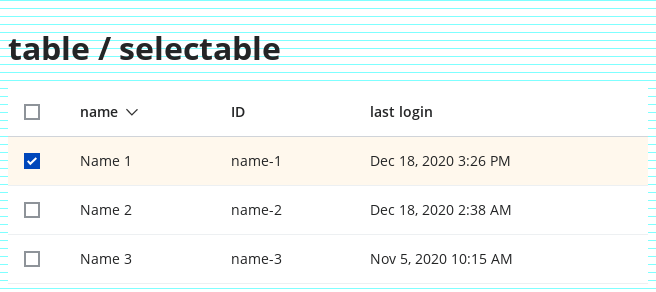 table / selectable
name ID last login
Name 1 name-1 Dec 18, 2020 3:26 PM
Name 2 name-2 Dec 18, 2020 2:38 AM
Name 3 name-3 Nov 5, 2020 10:15 AM